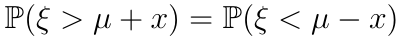 ℙ(ξ > μ + x) = ℙ(ξ < μ − x)